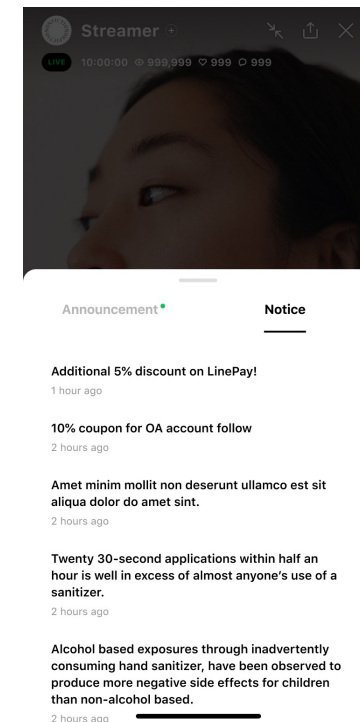 Streamer
LIVE 10:00:00 999,999 999 999
Announcement Notice
Additional 5% discount on LinePay!
1 hour ago
10% coupon for OA account follow
2 hours ago
Amet minim mollit non deserunt ullamco est sit
aliqua dolor do amet sint.
2 hours ago
Twenty 30-second applications within half an
hour is well in excess of almost anyone’s use of a
sanitizer.
2 hours ago
Alcohol based exposures through inadvertently
consuming hand sanitizer, have been observed to
produce more negative side effects for children
than non-alcohol based.
2 hours ago